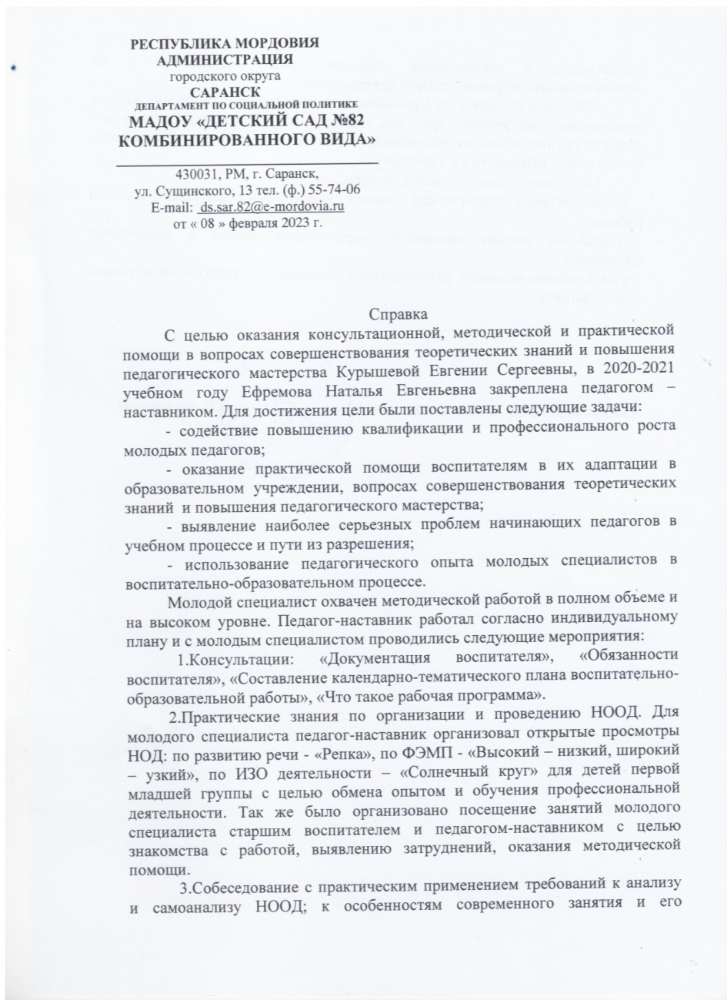 РЕСПУБЛИКА МОРДОВИЯ
АДМИНИСТРАЦИЯ
городского округа
САРАНСК
ДЕПАРТАМЕНТ ПО СОЦИАЛЬНОЙ ПОЛИТИКЕ
МАДОУ «ДЕТСКИЙ САД №82
КОМБИНИРОВАННОГО ВИДА»
430031, РМ, г. Саранск,
ул. Сущинского, 13 тел. (ф.) 55-74-06
E-mail: ds.sar.82@e-mordovia.ru
от « 08 » февраля 2023 г.
Справка
С целью оказания консультационной, методической и практической
помощи в вопросах совершенствования теоретических знаний и повышения
педагогического мастерства Курышевой Евгении Сергеевны, в 2020-2021
учебном году Ефремова Наталья Евгеньевна закреплена педагогом –
наставником. Для достижения цели были поставлены следующие задачи:
- содействие повышению квалификации и профессионального роста
молодых педагогов;
- оказание практической помощи воспитателям в их адаптации в
образовательном учреждении, вопросах совершенствования теоретических
знаний и повышения педагогического мастерства;
- выявление наиболее серьезных проблем начинающих педагогов в
учебном процессе и пути из разрешения;
- использование педагогического опыта молодых специалистов в
воспитательно-образовательном процессе.
Молодой специалист охвачен методической работой в полном объеме и
на высоком уровне. Педагог-наставник работал согласно индивидуальному
плану и с молодым специалистом проводились следующие мероприятия:
1.Консультации: «Документация воспитателя», «Обязанности
воспитателя», «Составление календарно-тематического плана воспитательно-
образовательной работы», «Что такое рабочая программа».
2.Практические знания по организации и проведению НООД. Для
молодого специалиста педагог-наставник организовал открытые просмотры
НОД: по развитию речи - «Репка», по ФЭМП - «Высокий – низкий, широкий
– узкий», по ИЗО деятельности – «Солнечный круг» для детей первой
младшей группы с целью обмена опытом и обучения профессиональной
деятельности. Так же было организовано посещение занятий молодого
специалиста старшим воспитателем и педагогом-наставником с целью
знакомства с работой, выявлению затруднений, оказания методической
помощи.
3.Собеседование с практическим применением требований к анализу
и самоанализу НООД; к особенностям современного занятия и его